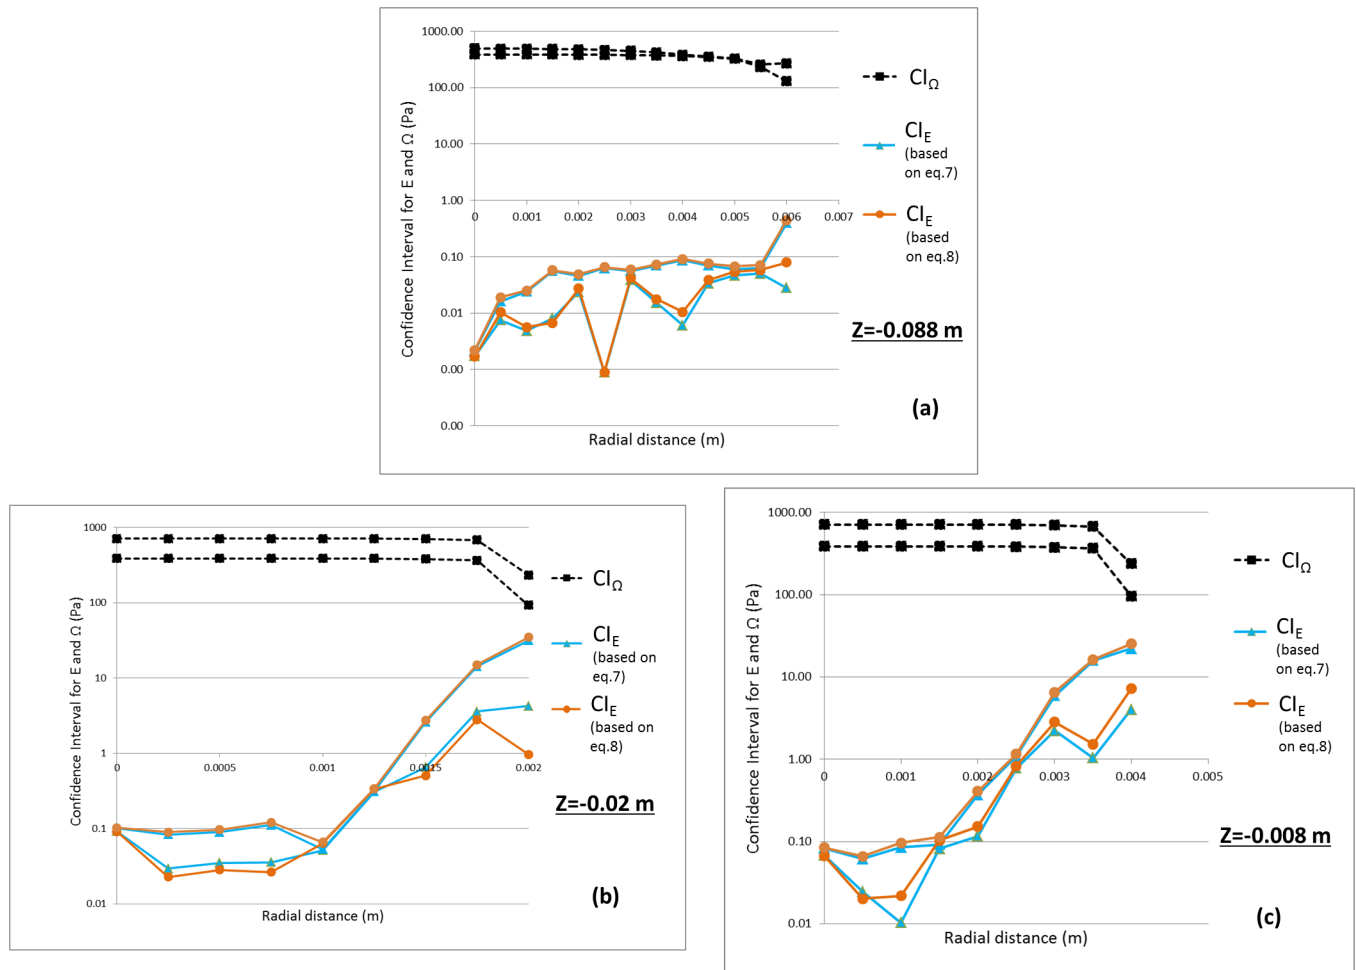 Confidence Interval for E and Ω (Pa)
1000.00
100.00
10.00
1.00
0.10
0.01
0.00
0.00
0
0.001
0.002
0.003
0.004
0.005
0.006
0.007
Radial distance (m)
CIΩ
CIE
(based
on eq.7)
CIE
(based
on eq.8)
Z=-0.088 m
(a)
Confidence Interval for E and Ω (Pa)
1000
100
10
1
0.1
0.01
0
0.0005
0.001
0.0015
0.002
Radial distance (m)
CIΩ
CIE
(based on
eq.7)
CIE
(based on
eq.8)
Z=-0.02 m
(b)
Confidence Interval for E and Ω (Pa)
1000.00
100.00
10.00
1.00
0.10
0.01
0
0.001
0.002
0.003
0.004
0.005
Radial distance (m)
CIΩ
CIE
(based
on eq.7)
CIE
(based
on eq.8)
Z=-0.008 m
(c)